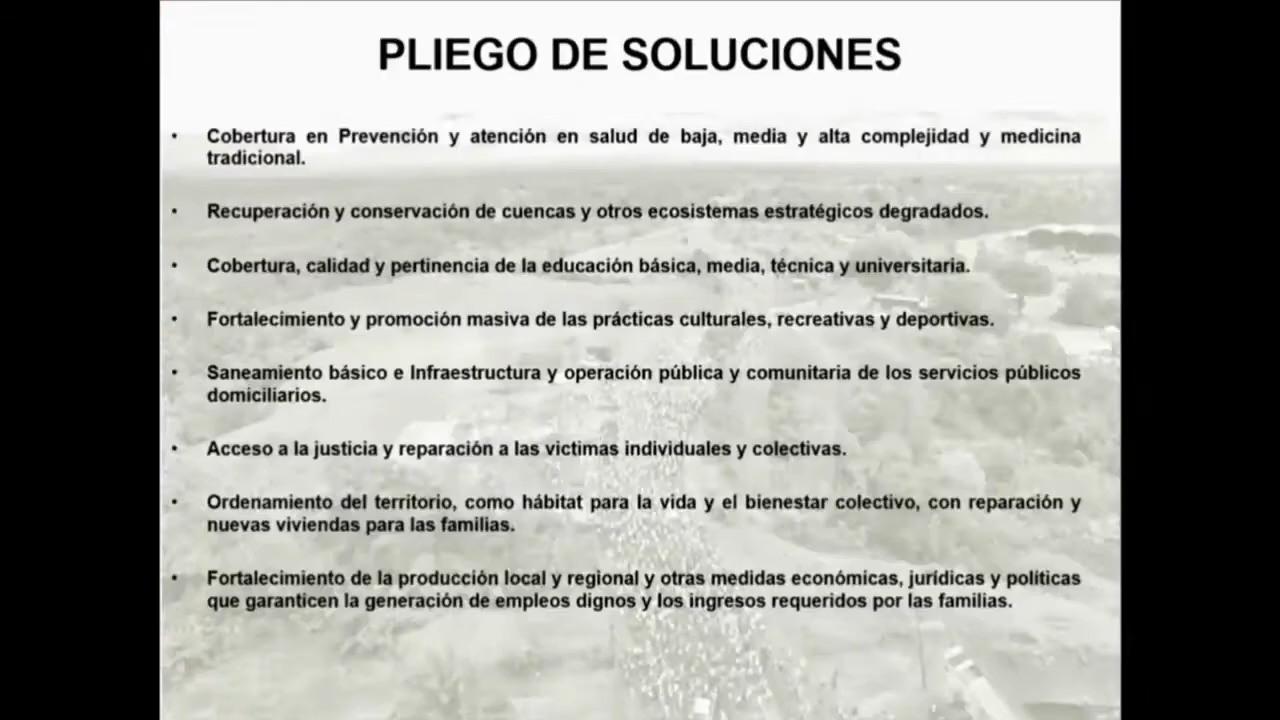 PLIEGO DE SOLUCIONES
• Cobertura en Prevención y atención en salud de baja, media y alta complejidad y medicina
tradicional.
• Recuperación y conservación de cuencas y otros ecosistemas estratégicos degradados.
• Cobertura, calidad y pertinencia de la educación básica, media, técnica y universitaria.
• Fortalecimiento y promoción masiva de las prácticas culturales, recreativas y deportivas.
• Saneamiento básico e Infraestructura y operación pública y comunitaria de los servicios públicos
domiciliarios.
• Acceso a la justicia y reparación a las victimas individuales y colectivas.
• Ordenamiento del territorio, como hábitat para la vida y el bienestar colectivo, con reparación y
nuevas viviendas para las familias.
• Fortalecimiento de la producción local y regional y otras medidas económicas, jurídicas y políticas
que garanticen la generación de empleos dignos y los ingresos requeridos por las familias.